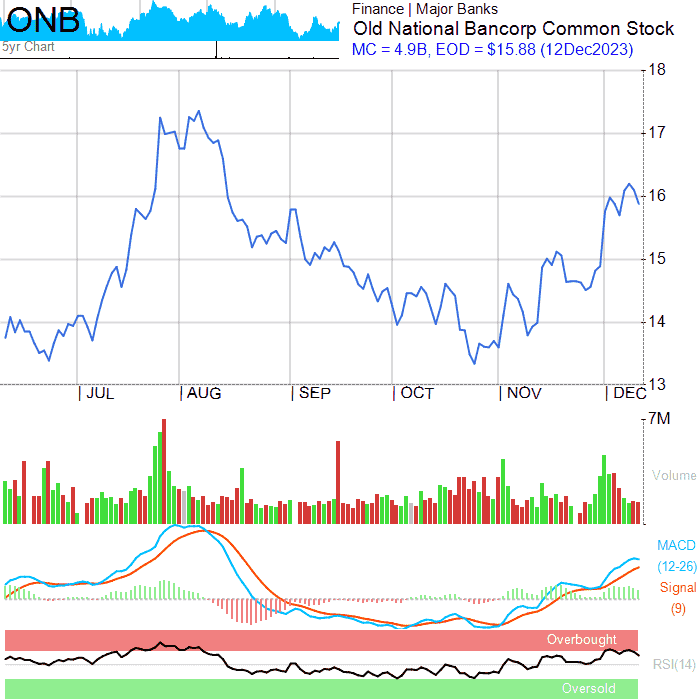 ONB
5yr Chart
Finance | Major Banks
Old National Bancorp Common Stock
MC = 4.9B, EOD = $15.88 (12Dec2023)
18
17
16
15
14
13
| JUL | AUG | SEP | OCT | NOV | DEC
7M
Volume
MACD
(12-26)
Signal
(9)
Overbought
RSI(14)
Oversold